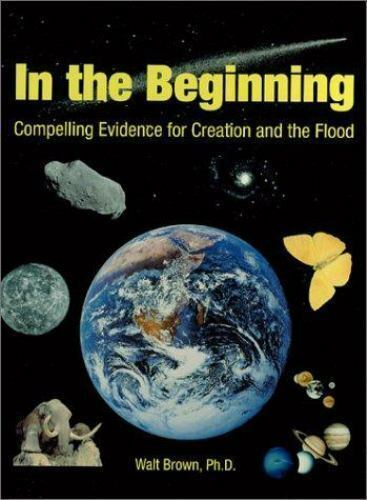 In the Beginning
Compelling Evidence for Creation and the Flood
Walt Brown, Ph.D.